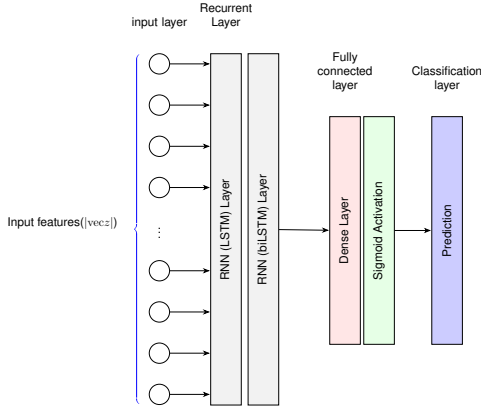 Recurrent
Layer
input layer
Fully
connected
layer
Classification
layer
Input features(|vecz|)
⋮
RNN (LSTM) Layer
RNN (biLSTM) Layer
Dense Layer
Sigmoid Activation
Prediction